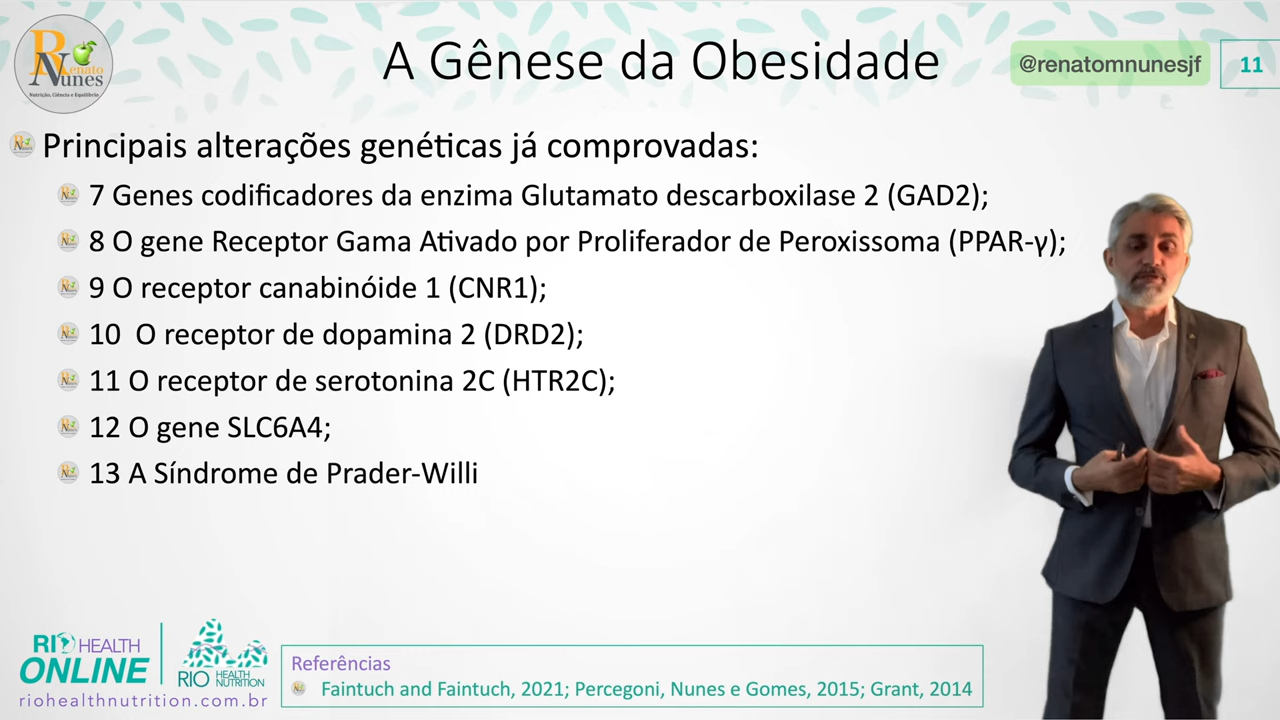 Renato
Nunes
Nutrição, Ciência e Equilíbrio
A Gênese da Obesidade
@renatomnunesjf
11
Principais alterações genéticas já comprovadas:
7 Genes codificadores da enzima Glutamato descarboxilase 2 (GAD2);
8 O gene Receptor Gama Ativado por Proliferador de Peroxissoma (PPAR-γ);
9 O receptor canabinóide 1 (CNR1);
10 O receptor de dopamina 2 (DRD2);
11 O receptor de serotonina 2C (HTR2C);
12 O gene SLC6A4;
13 A Síndrome de Prader-Willi
RIO HEALTH
ONLINE
RIO HEALTH NUTRITION
riohealthnutrition.com.br
Referências
Faintuch and Faintuch, 2021; Percegoni, Nunes e Gomes, 2015; Grant, 2014